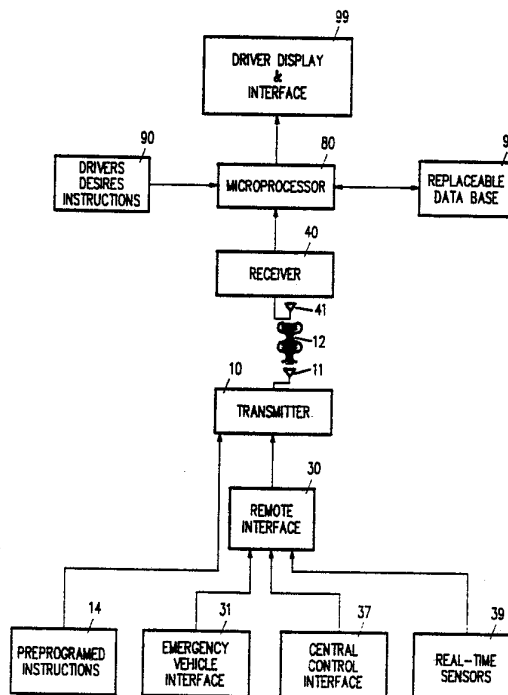 99
DRIVER DISPLAY
&
INTERFACE
90
80
9
DRIVERS
DESIRES
INSTRUCTIONS
MICROPROCESSOR
REPLACEABLE
DATA BASE
40
RECEIVER
41
12
10
11
TRANSMITTER
30
REMOTE
INTERFACE
14
31
37
39
PREPROGRAMED
INSTRUCTIONS
EMERGENCY
VEHICLE
INTERFACE
CENTRAL
CONTROL
INTERFACE
REAL-TIME
SENSORS